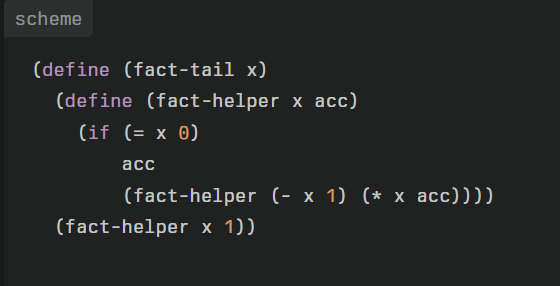 scheme
(define (fact-tail x)
  (define (fact-helper x acc)
    (if (= x 0)
        acc
        (fact-helper (- x 1) (* x acc))))
  (fact-helper x 1))